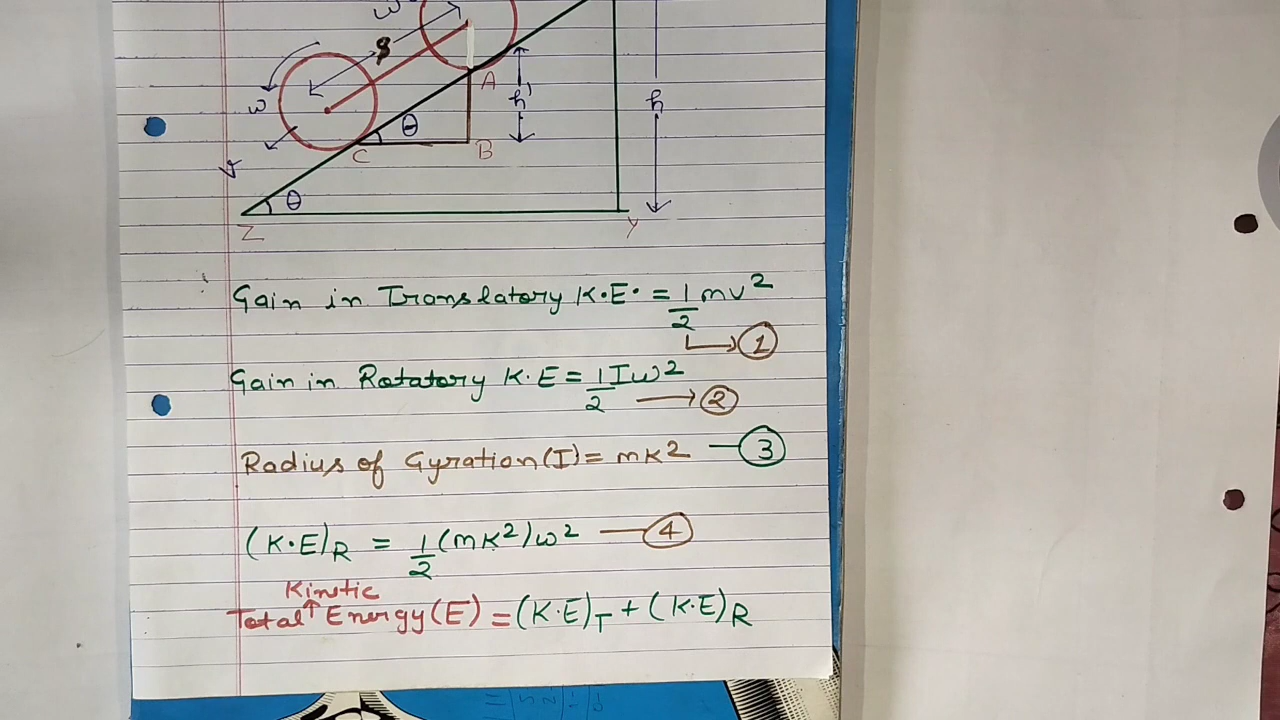 ω
S
A
ω
θ
h'
h
C
B
v
θ
Z
Y
Gain in Translatory K·E· = 1/2 mv²
→ 1
Gain in Rotatory K·E = 1/2 Iω²
→ 2
Radius of Gyration (I) = mK² — 3
(K·E)R = 1/2 (mK²)ω² — 4
Kinetic
Total ↑ Energy (E) = (K·E)T + (K·E)R